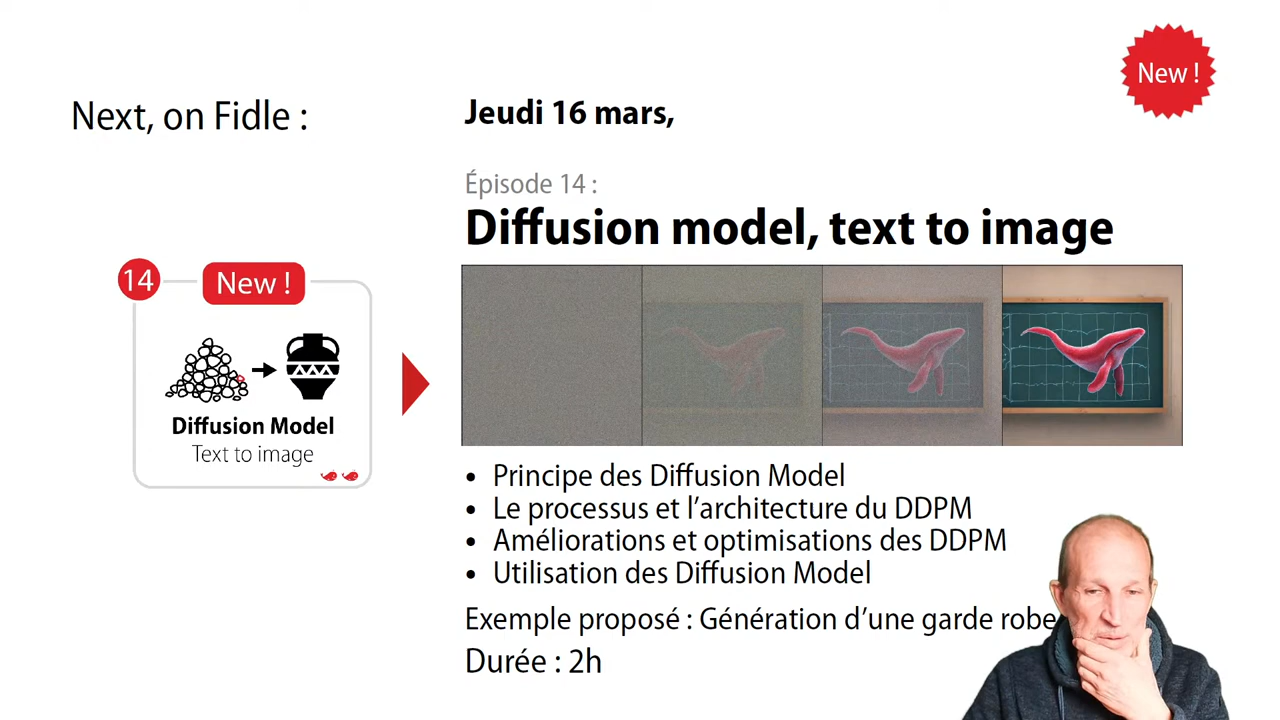 New !
Next, on Fidle :
Jeudi 16 mars,
Épisode 14 :
Diffusion model, text to image
14
New !
Diffusion Model
Text to image
• Principe des Diffusion Model
• Le processus et l’architecture du DDPM
• Améliorations et optimisations des DDPM
• Utilisation des Diffusion Model
Exemple proposé : Génération d’une garde robe
Durée : 2h